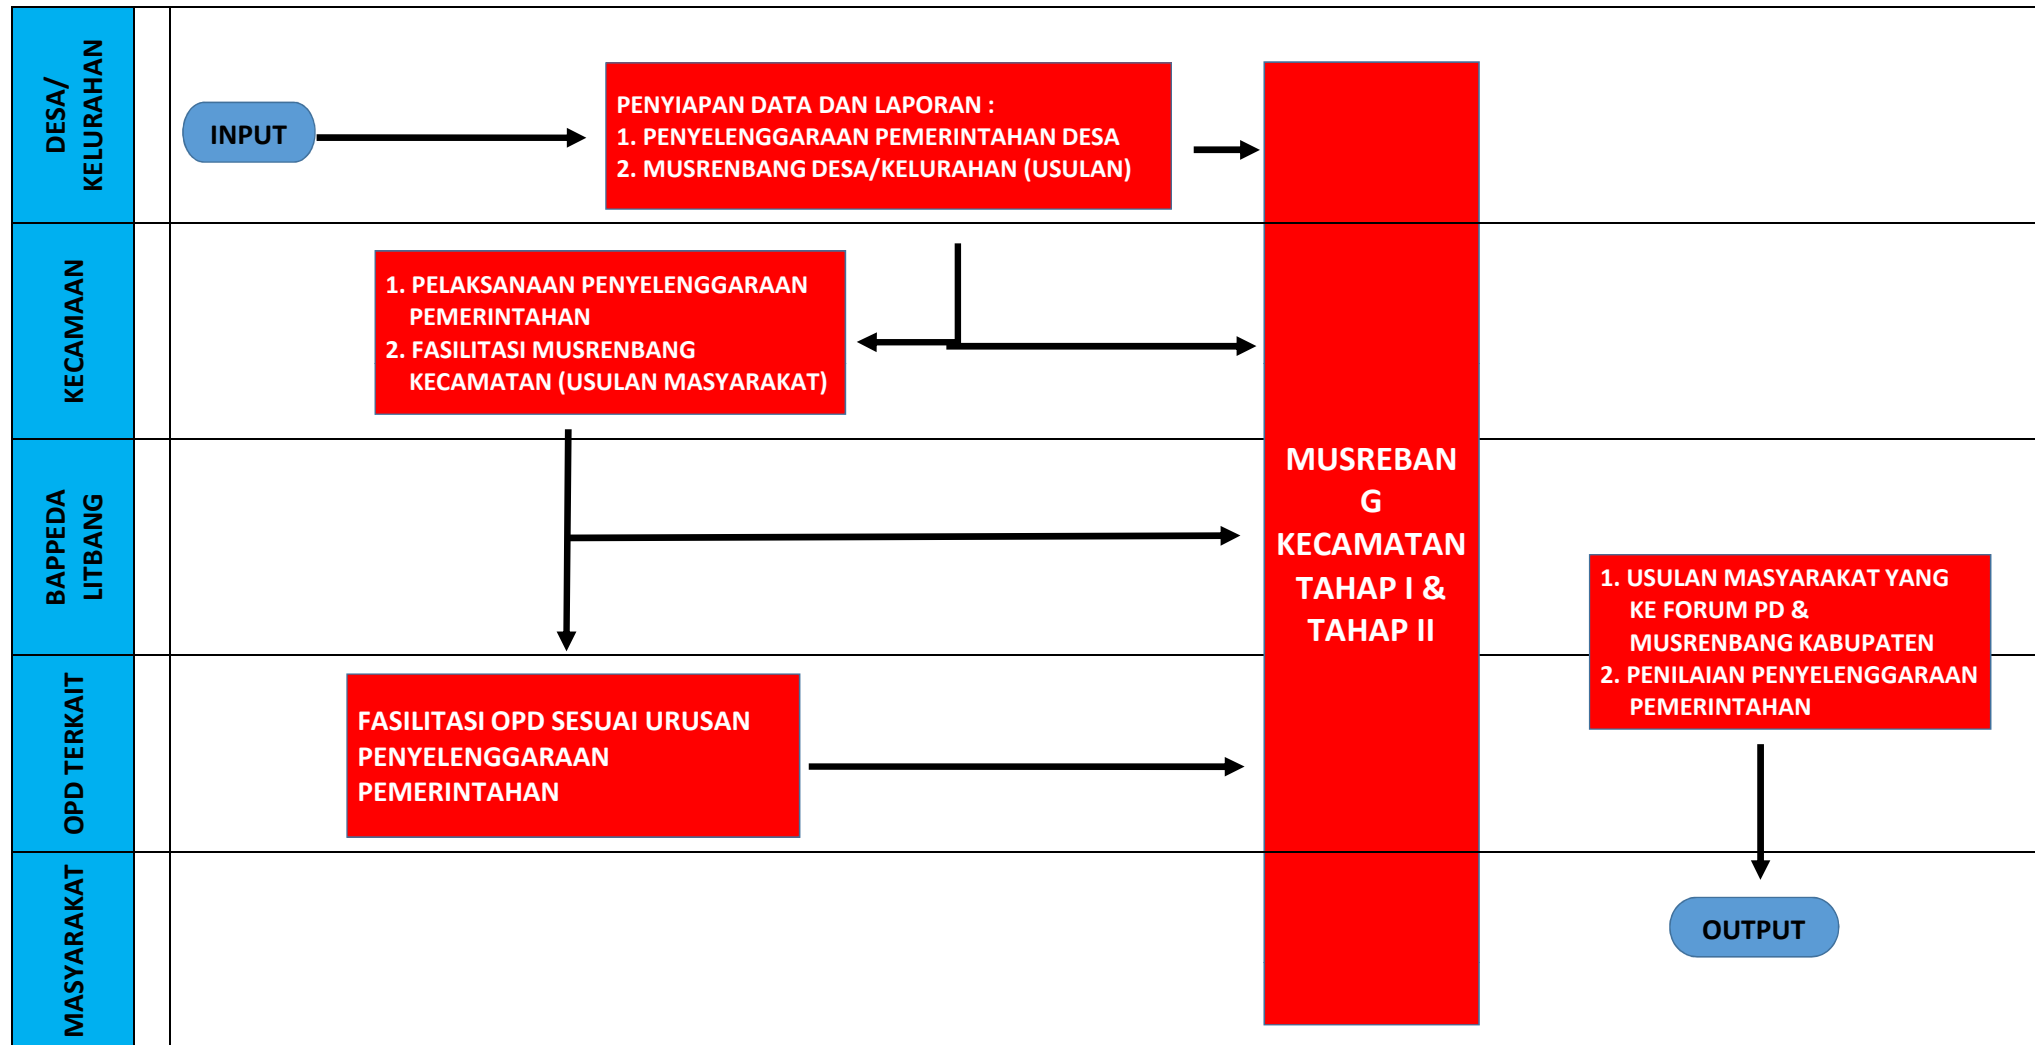 DESA/
KELURAHAN
INPUT
PENYIAPAN DATA DAN LAPORAN :
1. PENYELENGGARAAN PEMERINTAHAN DESA
2. MUSRENBANG DESA/KELURAHAN (USULAN)
KECAMAAN
1. PELAKSANAAN PENYELENGGARAAN
PEMERINTAHAN
2. FASILITASI MUSRENBANG
KECAMATAN (USULAN MASYARAKAT)
BAPPEDA
LITBANG
MUSREBAN
G
KECAMATAN
TAHAP I &
TAHAP II
1. USULAN MASYARAKAT YANG
KE FORUM PD &
MUSRENBANG KABUPATEN
2. PENILAIAN PENYELENGGARAAN
PEMERINTAHAN
OPD TERKAIT
FASILITASI OPD SESUAI URUSAN
PENYELENGGARAAN
PEMERINTAHAN
MASYARAKAT
OUTPUT